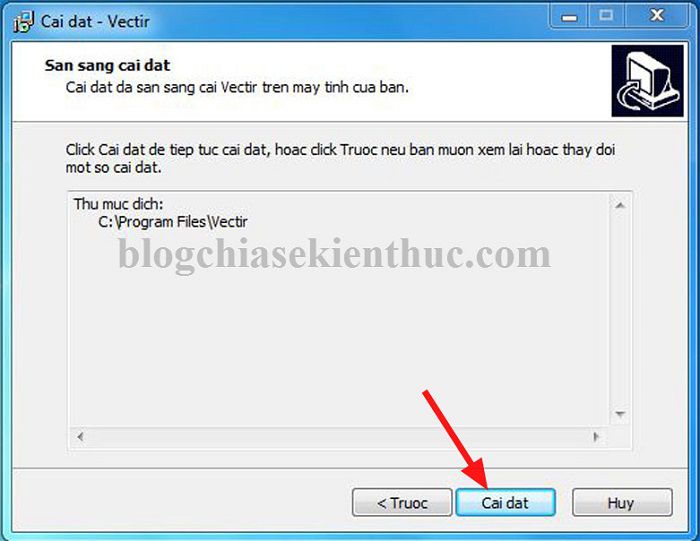 Cai dat - Vectir
San sang cai dat
Cai dat da san sang cai Vectir tren may tinh cua ban.
Click Cai dat de tiep tuc cai dat, hoac click Truoc neu ban muon xem lai hoac thay doi
mot so cai dat.
Thu muc dich:
C:\Program Files\Vectir
blogchiasekienthuc.com
< Truoc
Cai dat
Huy